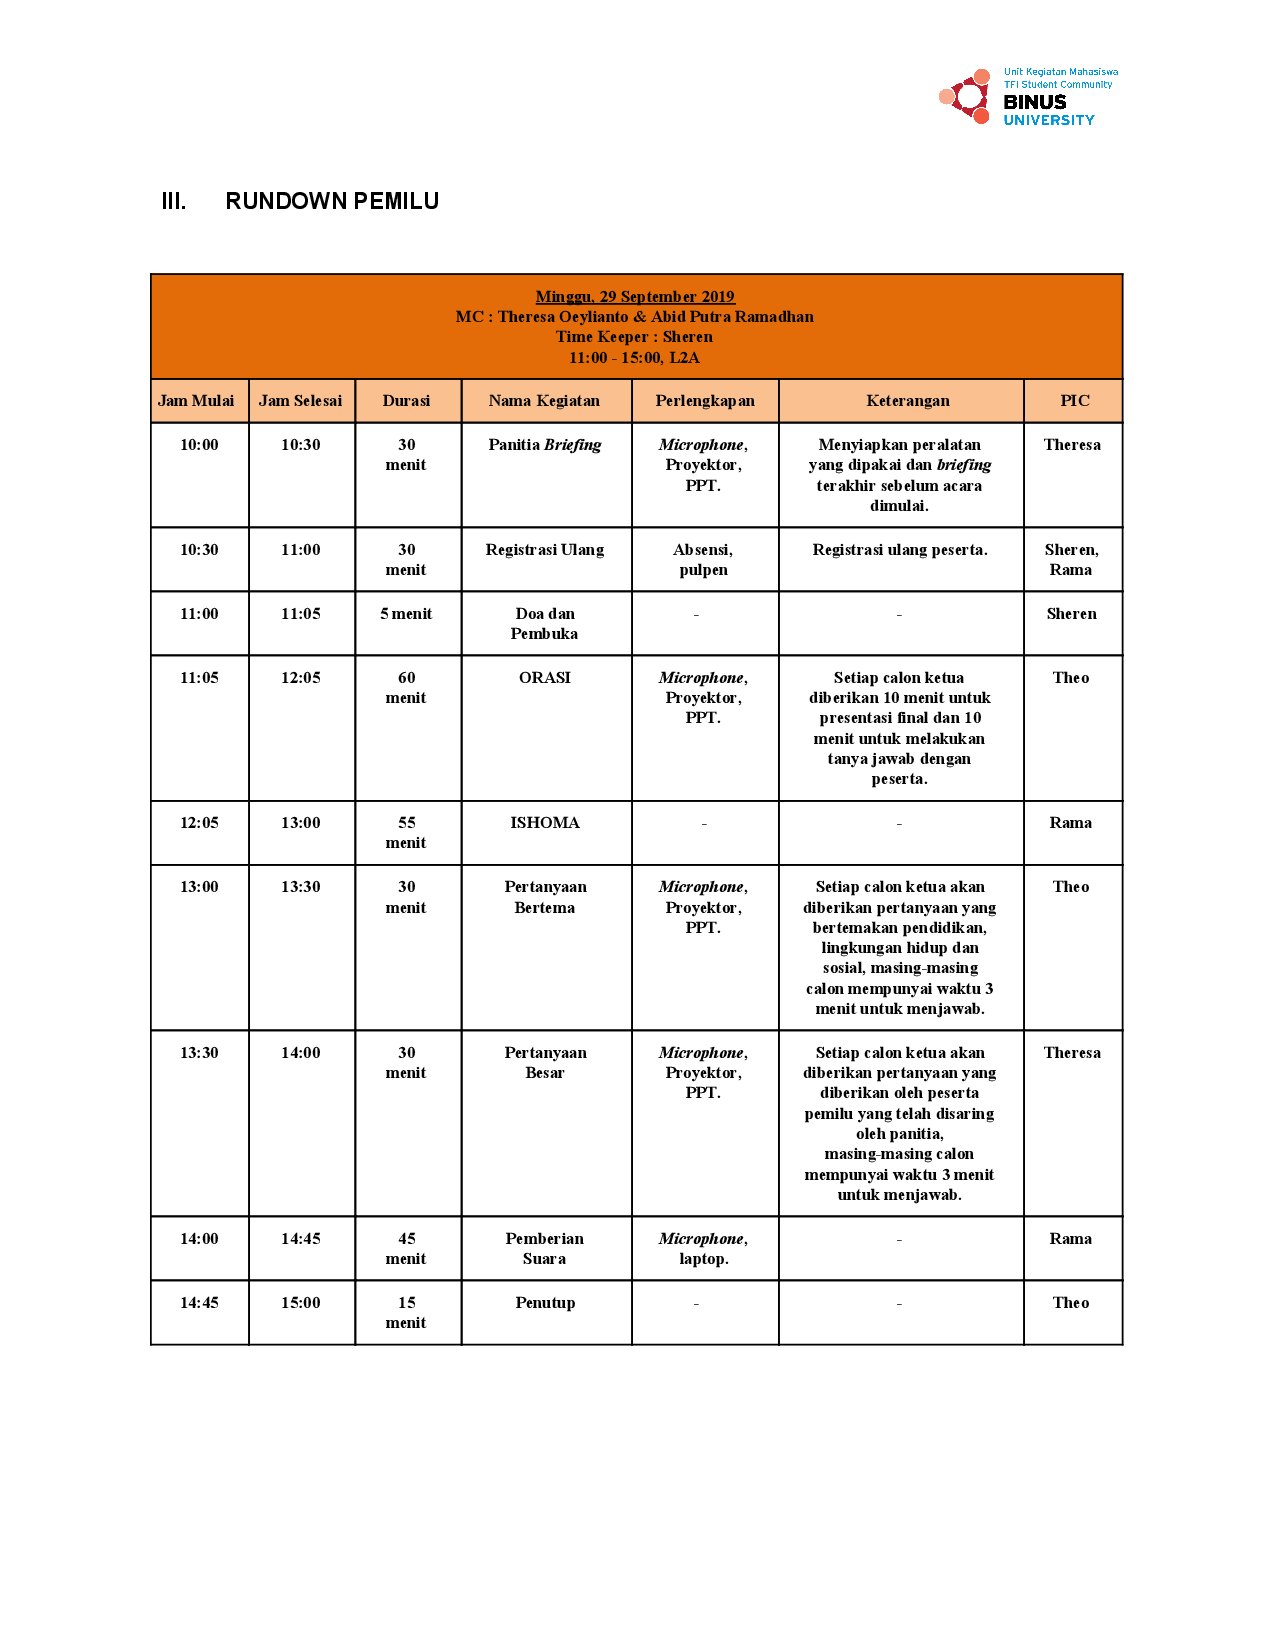 Unit Kegiatan Mahasiswa
TFI Student Community
BINUS
UNIVERSITY
III. RUNDOWN PEMILU
Minggu, 29 September 2019
MC : Theresa Oeylianto & Abid Putra Ramadhan
Time Keeper : Sheren
11:00 - 15:00, L2A
Jam Mulai Jam Selesai Durasi Nama Kegiatan Perlengkapan Keterangan PIC
10:00 10:30 30 Panitia Briefing Microphone, Menyiapkan peralatan Theresa
menit Proyektor, yang dipakai dan briefing
PPT. terakhir sebelum acara
dimulai.
10:30 11:00 30 Registrasi Ulang Absensi, Registrasi ulang peserta. Sheren,
menit pulpen Rama
11:00 11:05 5 menit Doa dan - - Sheren
Pembuka
11:05 12:05 60 ORASI Microphone, Setiap calon ketua Theo
menit Proyektor, diberikan 10 menit untuk
PPT. presentasi final dan 10
menit untuk melakukan
tanya jawab dengan
peserta.
12:05 13:00 55 ISHOMA - - Rama
menit
13:00 13:30 30 Pertanyaan Microphone, Setiap calon ketua akan Theo
menit Bertema Proyektor, diberikan pertanyaan yang
PPT. bertemakan pendidikan,
lingkungan hidup dan
sosial, masing-masing
calon mempunyai waktu 3
menit untuk menjawab.
13:30 14:00 30 Pertanyaan Microphone, Setiap calon ketua akan Theresa
menit Besar Proyektor, diberikan pertanyaan yang
PPT. diberikan oleh peserta
pemilu yang telah disaring
oleh panitia,
masing-masing calon
mempunyai waktu 3 menit
untuk menjawab.
14:00 14:45 45 Pemberian Microphone, - Rama
menit Suara laptop.
14:45 15:00 15 Penutup - - Theo
menit